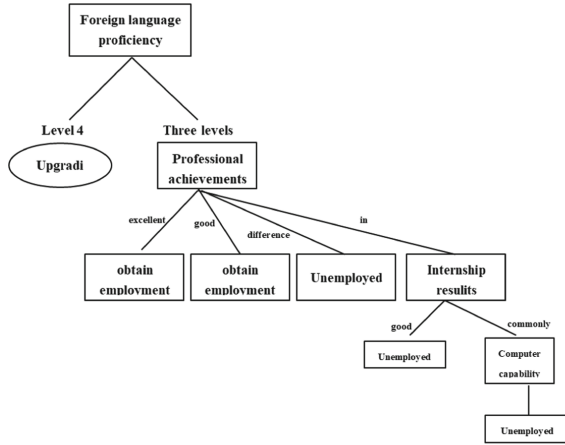 Foreign language
proficiency
Level 4
Three levels
Upgradi
Professional
achievements
excellent
good
difference
in
obtain
employment
obtain
employment
Unemployed
Internship
resulits
good
commonly
Unemployed
Computer
capability
Unemployed